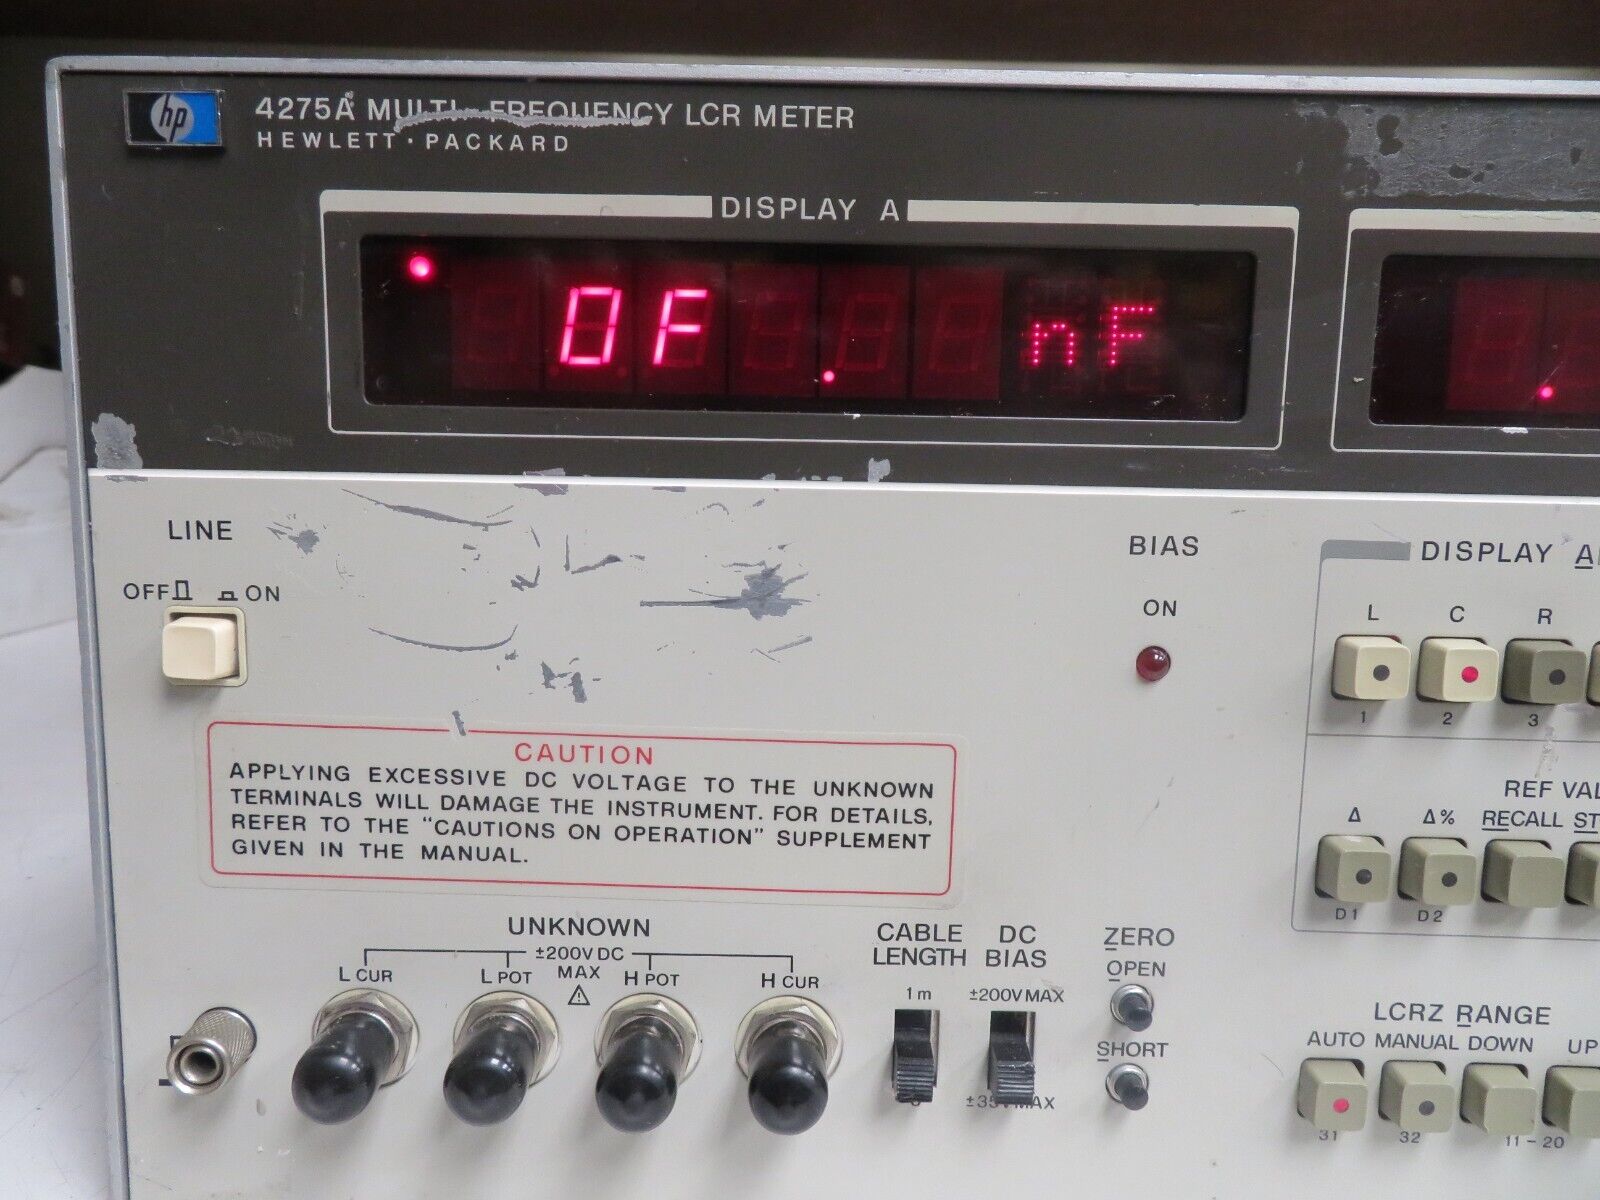 hp
4275A MULTI-FREQUENCY LCR METER
HEWLETT·PACKARD
DISPLAY A
OF . nF
LINE
OFF ON
BIAS
ON
DISPLAY
L C R
1 2 3
CAUTION
APPLYING EXCESSIVE DC VOLTAGE TO THE UNKNOWN
TERMINALS WILL DAMAGE THE INSTRUMENT. FOR DETAILS,
REFER TO THE "CAUTIONS ON OPERATION" SUPPLEMENT
GIVEN IN THE MANUAL.
REF
Δ Δ% RECALL
D1 D2
UNKNOWN
±200V DC
MAX
L CUR L POT H POT H CUR
CABLE
LENGTH
1m
0
DC
BIAS
±200V MAX
±35V MAX
ZERO
OPEN
SHORT
LCRZ RANGE
AUTO MANUAL DOWN UP
31 32 11-20